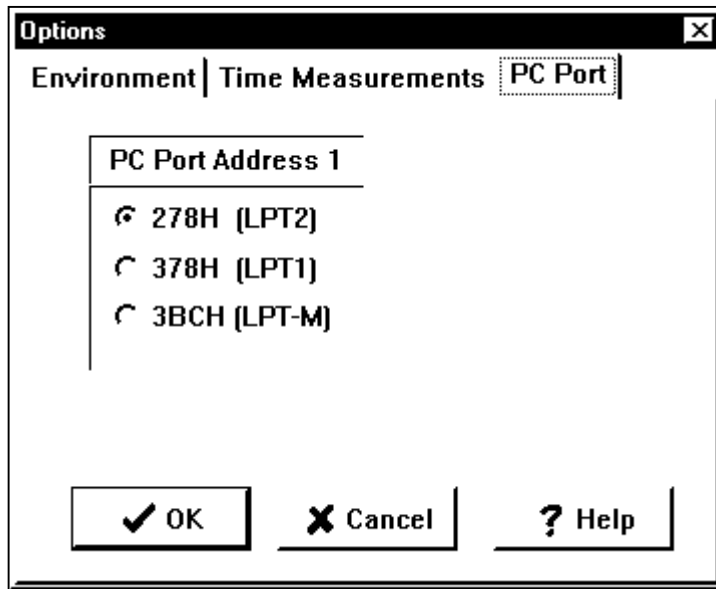 Options
Environment Time Measurements PC Port
PC Port Address 1
278H (LPT2)
378H (LPT1)
3BCH (LPT-M)
OK Cancel ? Help